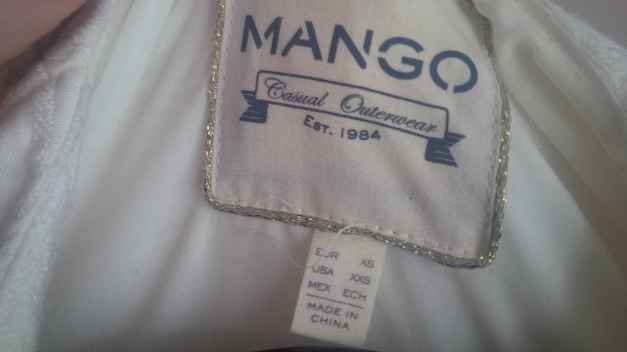 MANGO
Casual Outerwear
EST. 1984
EUR XS
USA XXS
MEX ECH
MADE IN
CHINA